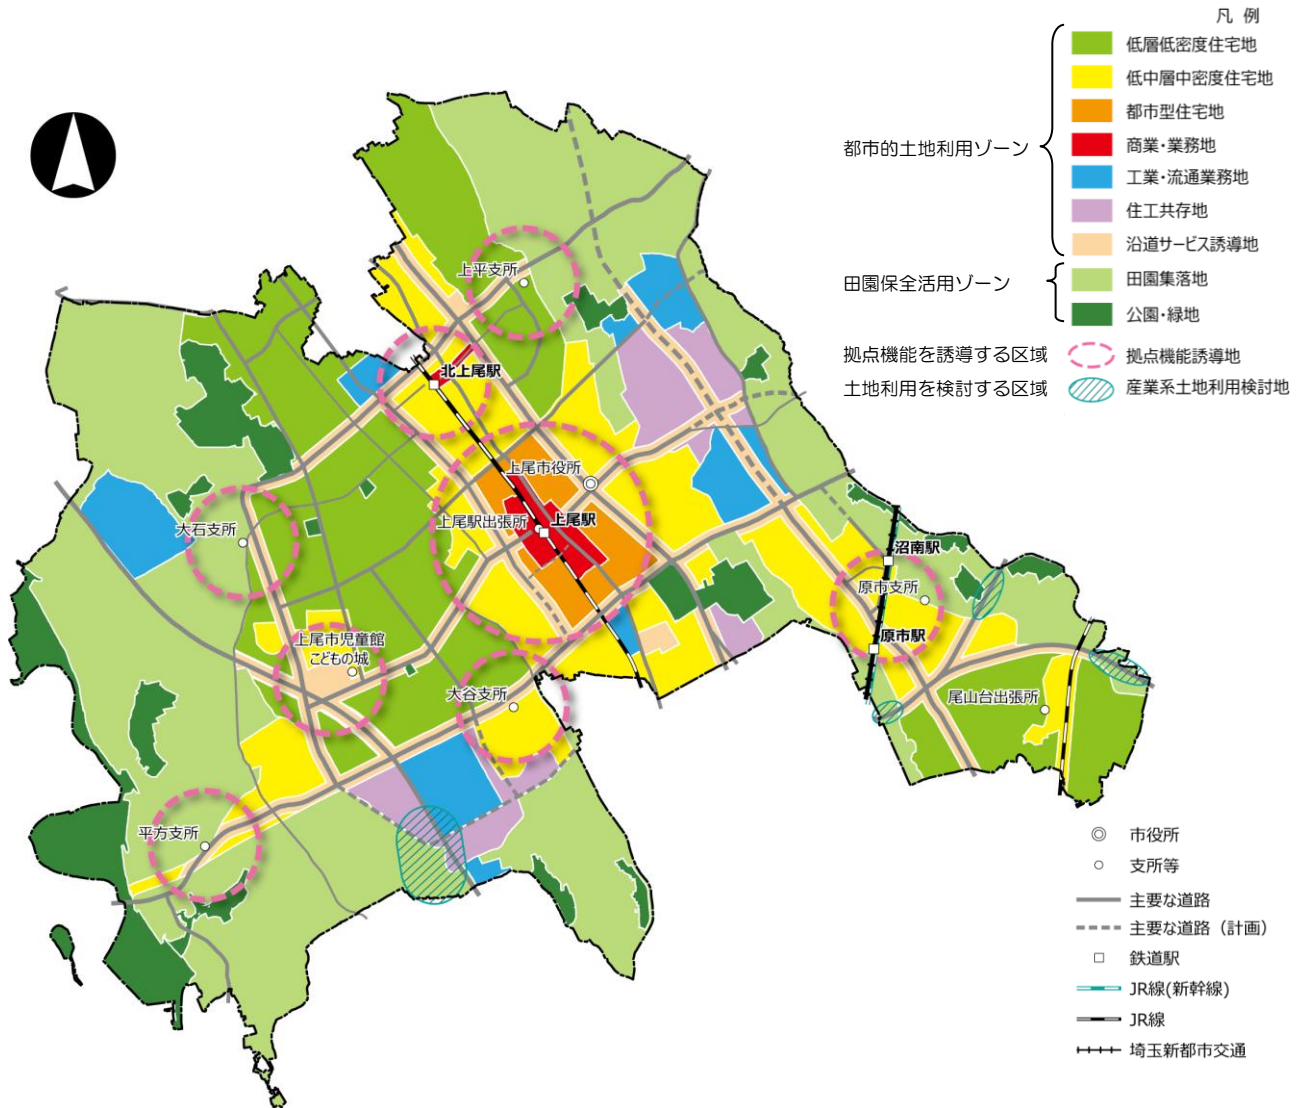 凡 例
都市的土地利用ゾーン
低層低密度住宅地
低中層中密度住宅地
都市型住宅地
商業・業務地
工業・流通業務地
住工共存地
沿道サービス誘導地
田園保全活用ゾーン
田園集落地
公園・緑地
拠点機能を誘導する区域
拠点機能誘導地
土地利用を検討する区域
産業系土地利用検討地
上平支所
北上尾駅
上尾市役所
上尾駅出張所
上尾駅
大石支所
沼南駅
原市支所
原市駅
上尾市児童館
こどもの城
大谷支所
尾山台出張所
平方支所
市役所
支所等
主要な道路
主要な道路（計画）
鉄道駅
JR線(新幹線)
JR線
埼玉新都市交通